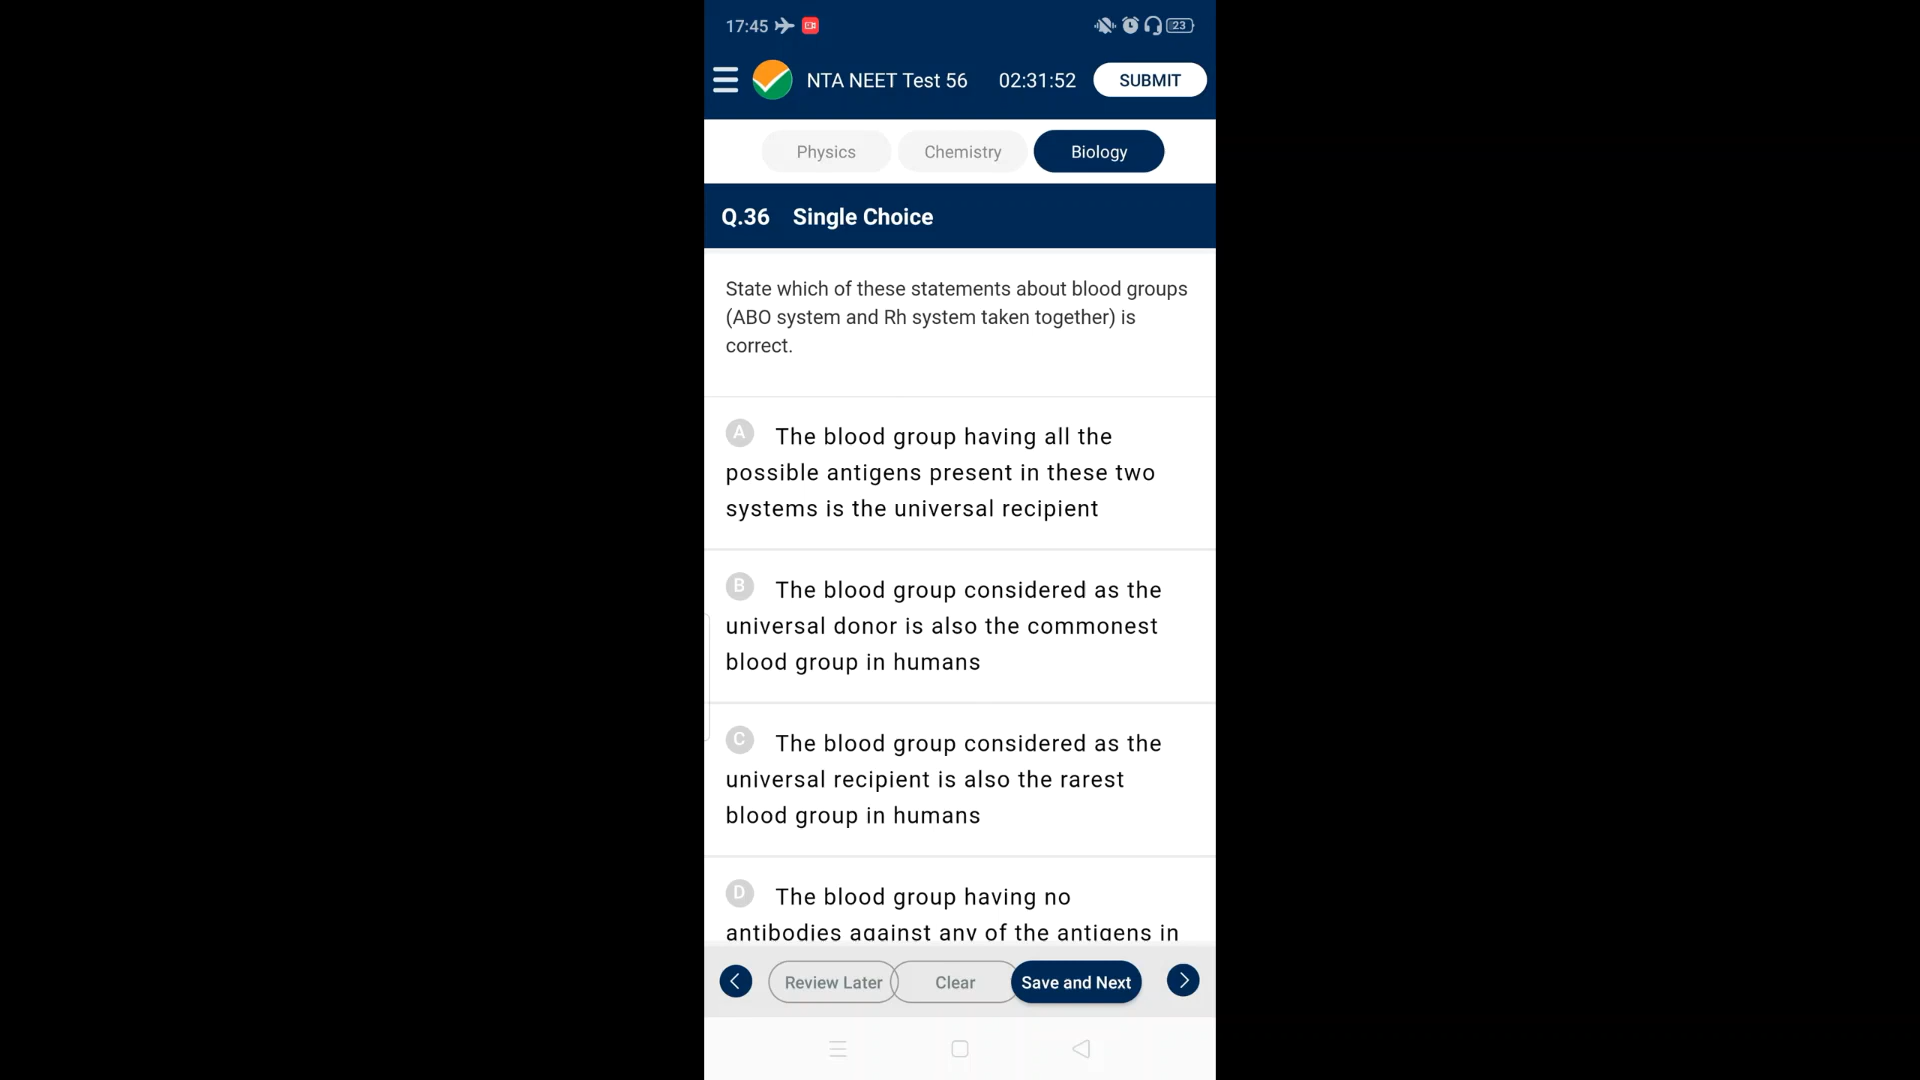 17:45 23
NTA NEET Test 56 02:31:52 SUBMIT
Physics Chemistry Biology
Q.36 Single Choice
State which of these statements about blood groups
(ABO system and Rh system taken together) is
correct.
A The blood group having all the
possible antigens present in these two
systems is the universal recipient
B The blood group considered as the
universal donor is also the commonest
blood group in humans
C The blood group considered as the
universal recipient is also the rarest
blood group in humans
D The blood group having no
antibodies against any of the antigens in
Review Later Clear Save and Next